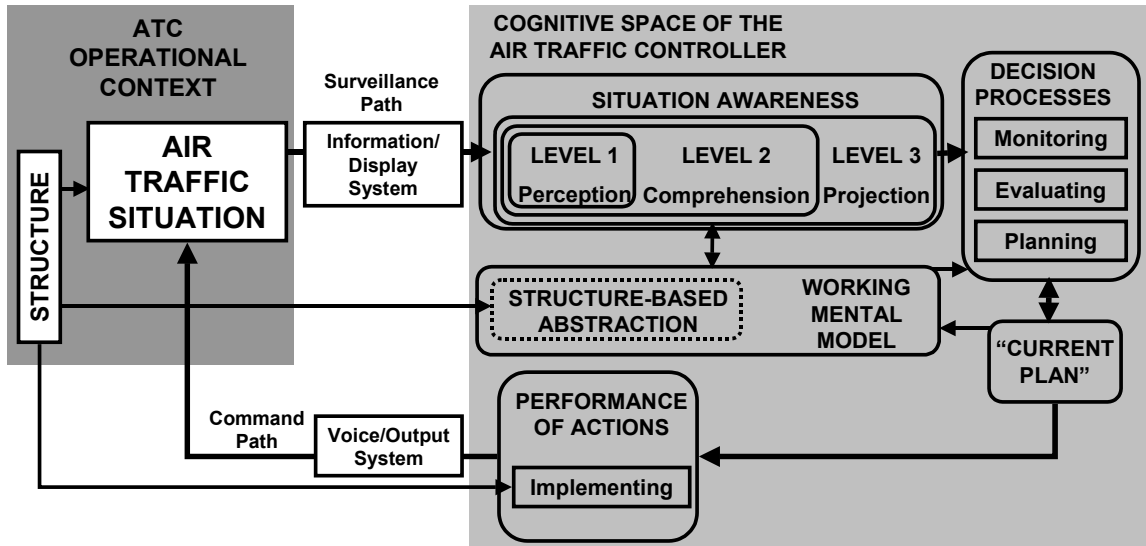 ATC
OPERATIONAL
CONTEXT
STRUCTURE
AIR
TRAFFIC
SITUATION
Surveillance
Path
Information/
Display
System
COGNITIVE SPACE OF THE
AIR TRAFFIC CONTROLLER
SITUATION AWARENESS
LEVEL 1
Perception
LEVEL 2
Comprehension
LEVEL 3
Projection
DECISION
PROCESSES
Monitoring
Evaluating
Planning
STRUCTURE-BASED
ABSTRACTION
WORKING
MENTAL
MODEL
“CURRENT
PLAN”
PERFORMANCE
OF ACTIONS
Implementing
Command
Path
Voice/Output
System